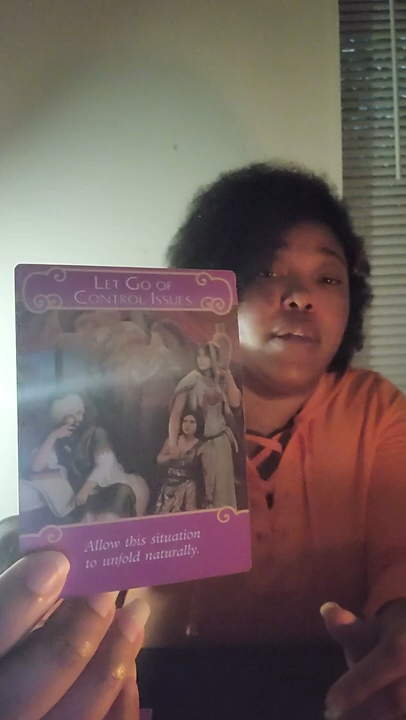 LET GO OF
CONTROL ISSUES
Allow this situation
to unfold naturally.